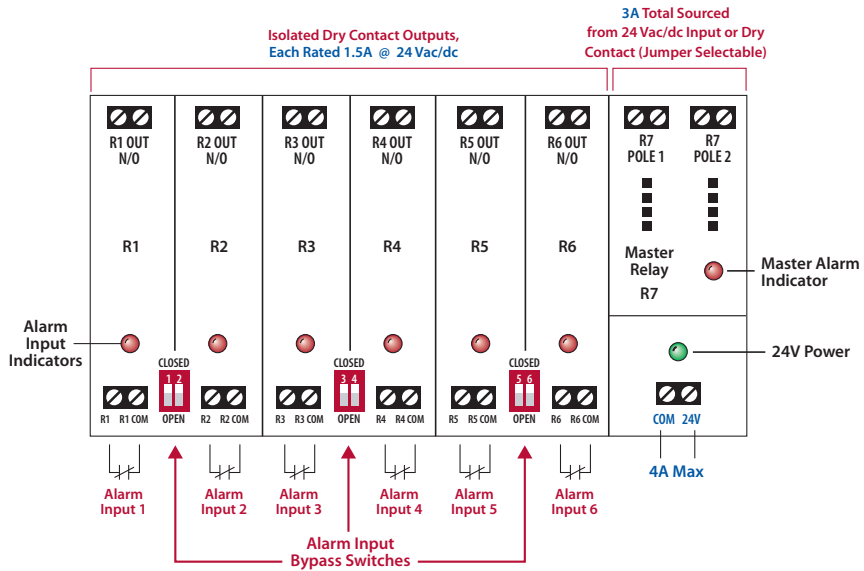 3A Total Sourced
from 24 Vac/dc Input or Dry
Contact (Jumper Selectable)
Isolated Dry Contact Outputs,
Each Rated 1.5A @ 24 Vac/dc
R1 OUT
N/O
R2 OUT
N/O
R3 OUT
N/O
R4 OUT
N/O
R5 OUT
N/O
R6 OUT
N/O
R7
POLE 1
R7
POLE 2
R1
R2
R3
R4
R5
R6
Master
Relay
R7
Master Alarm
Indicator
Alarm
Input
Indicators
24V Power
CLOSED
1 2
OPEN
CLOSED
3 4
OPEN
CLOSED
5 6
OPEN
R1 R1 COM
R2 R2 COM
R3 R3 COM
R4 R4 COM
R5 R5 COM
R6 R6 COM
COM 24V
4A Max
Alarm
Input 1
Alarm
Input 2
Alarm
Input 3
Alarm
Input 4
Alarm
Input 5
Alarm
Input 6
Alarm Input
Bypass Switches